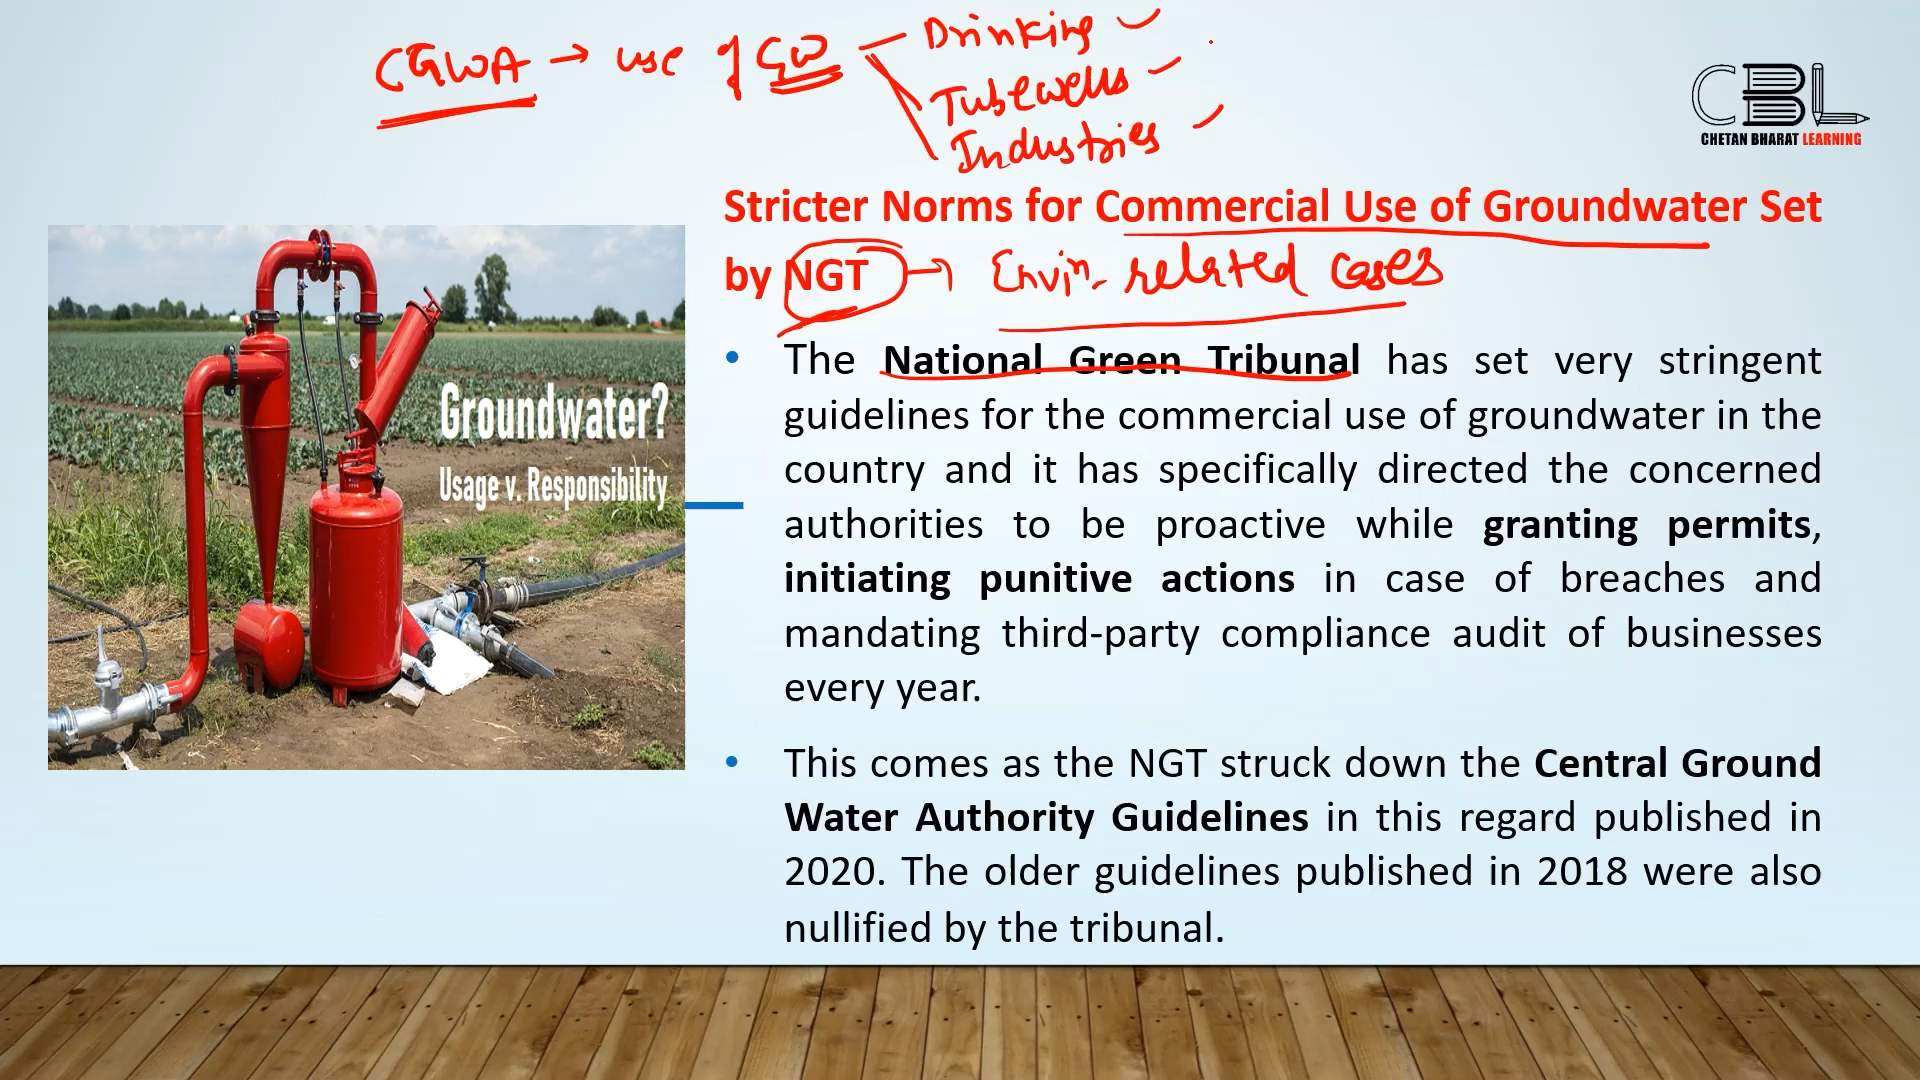 CGWA → use of GW
Drinking
Tubewells
Industries
CBL
CHETAN BHARAT LEARNING
Stricter Norms for Commercial Use of Groundwater Set
by NGT → Envin. related cases
Groundwater?
Usage v. Responsibility
• The National Green Tribunal has set very stringent
guidelines for the commercial use of groundwater in the
country and it has specifically directed the concerned
authorities to be proactive while granting permits,
initiating punitive actions in case of breaches and
mandating third-party compliance audit of businesses
every year.
• This comes as the NGT struck down the Central Ground
Water Authority Guidelines in this regard published in
2020. The older guidelines published in 2018 were also
nullified by the tribunal.